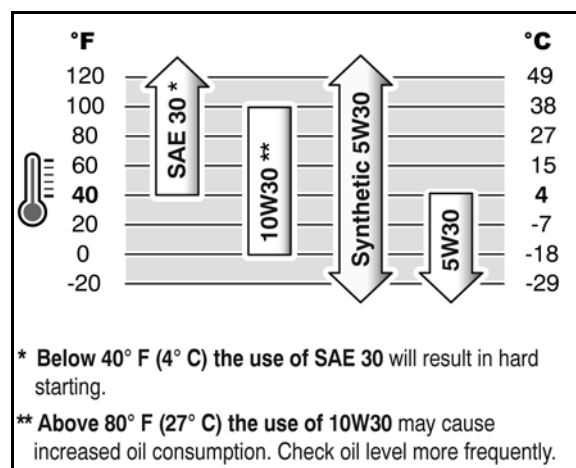 °F °C
120 49
100 38
80 27
60 15
40 4
20 -7
0 -18
-20 -29
SAE 30 *
10W30 **
Synthetic 5W30
5W30
* Below 40° F (4° C) the use of SAE 30 will result in hard
starting.
** Above 80° F (27° C) the use of 10W30 may cause
increased oil consumption. Check oil level more frequently.